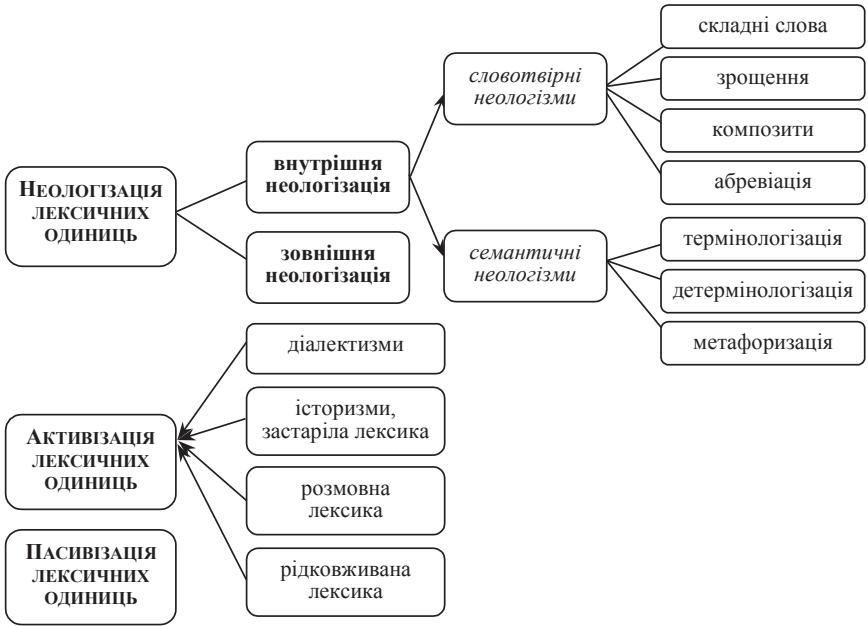 НЕОЛОГІЗАЦІЯ
ЛЕКСИЧНИХ
ОДИНИЦЬ
внутрішня
неологізація
зовнішня
неологізація
словотвірні
неологізми
семантичні
неологізми
складні слова
зрощення
композити
абревіація
термінологізація
детермінологізація
метафоризація
АКТИВІЗАЦІЯ
ЛЕКСИЧНИХ
ОДИНИЦЬ
діалектизми
історизми,
застаріла лексика
розмовна
лексика
рідковживана
лексика
ПАСИВІЗАЦІЯ
ЛЕКСИЧНИХ
ОДИНИЦЬ